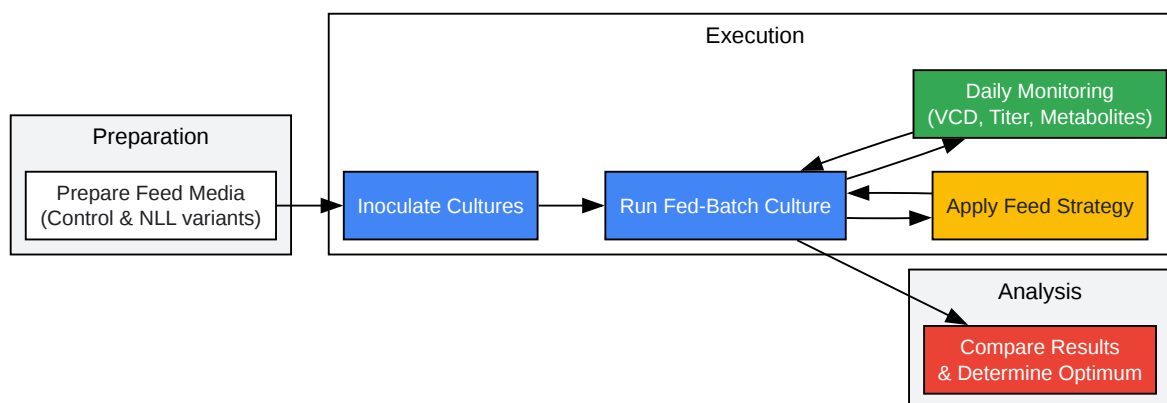 Preparation
Prepare Feed Media
(Control & NLL variants)
Execution
Inoculate Cultures
Run Fed-Batch Culture
Daily Monitoring
(VCD, Titer, Metabolites)
Apply Feed Strategy
Analysis
Compare Results
& Determine Optimum